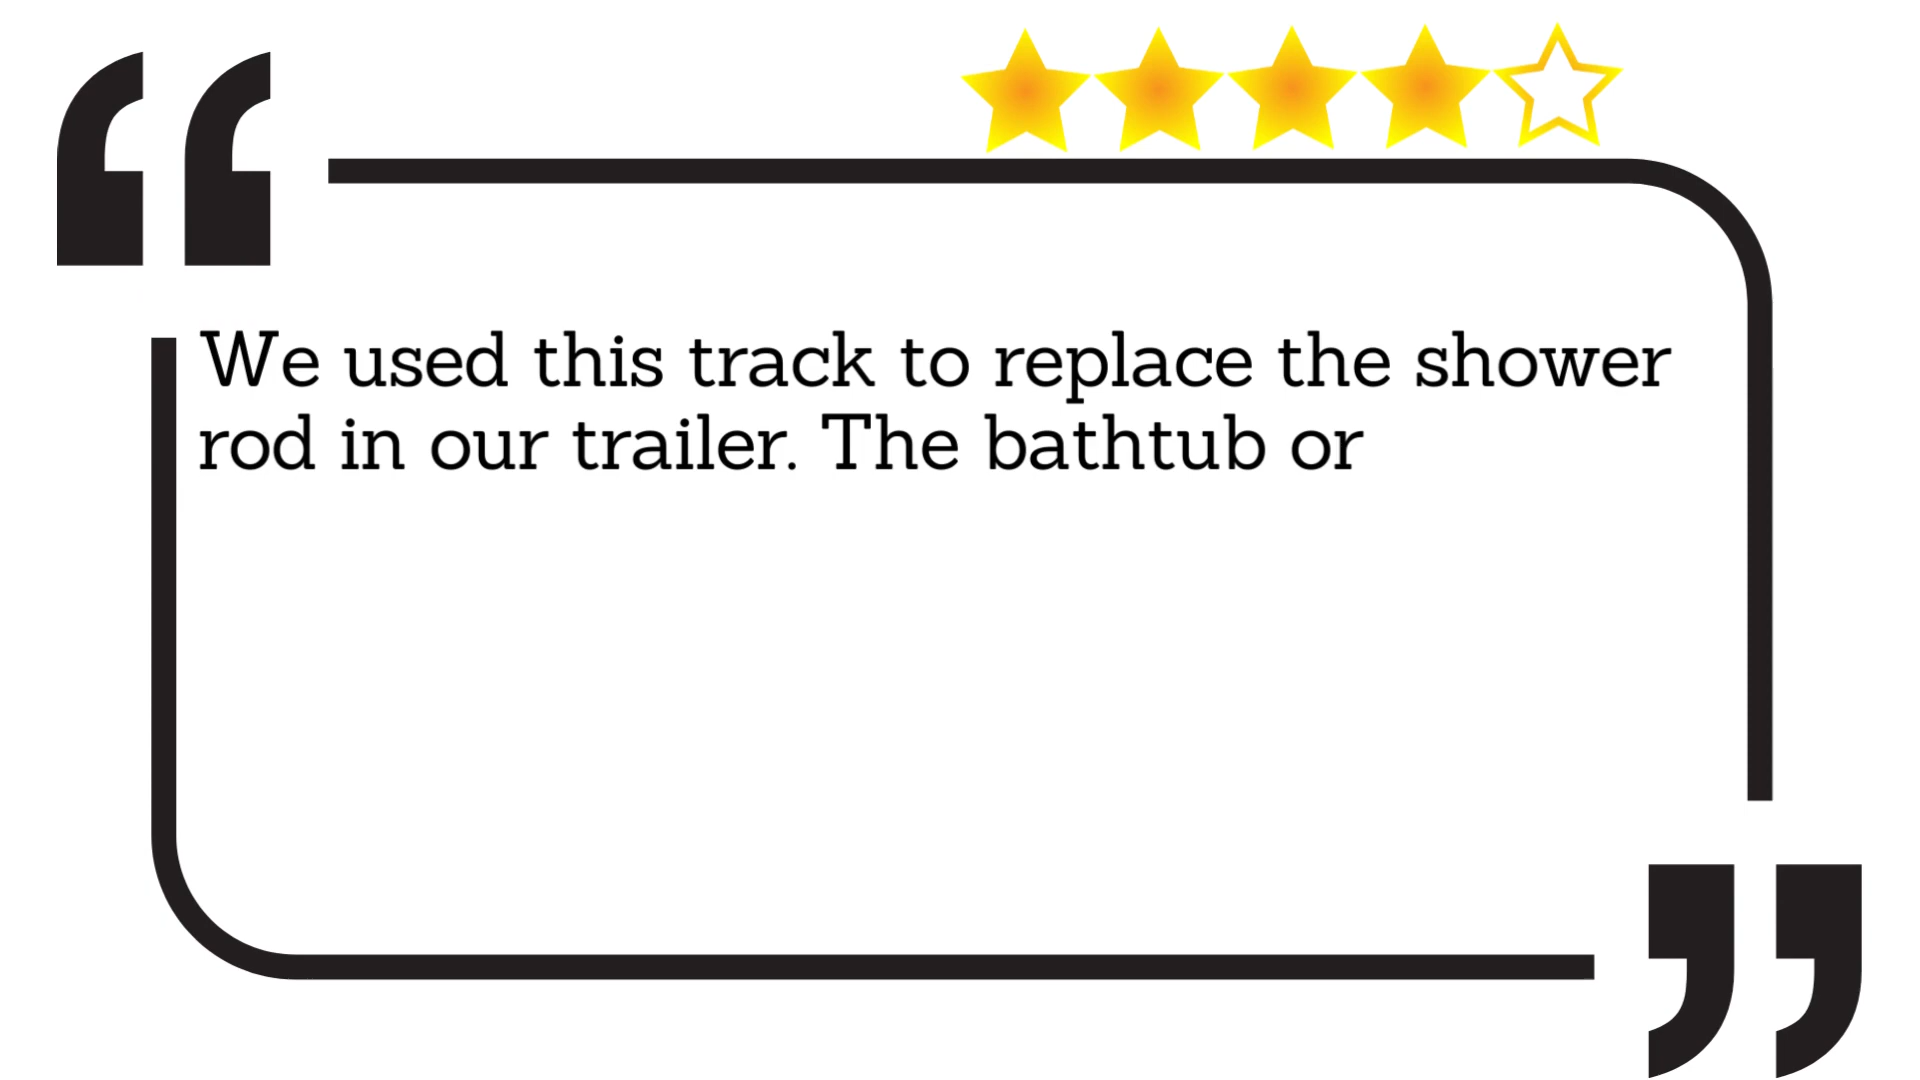 We used this track to replace the shower
rod in our trailer. The bathtub or